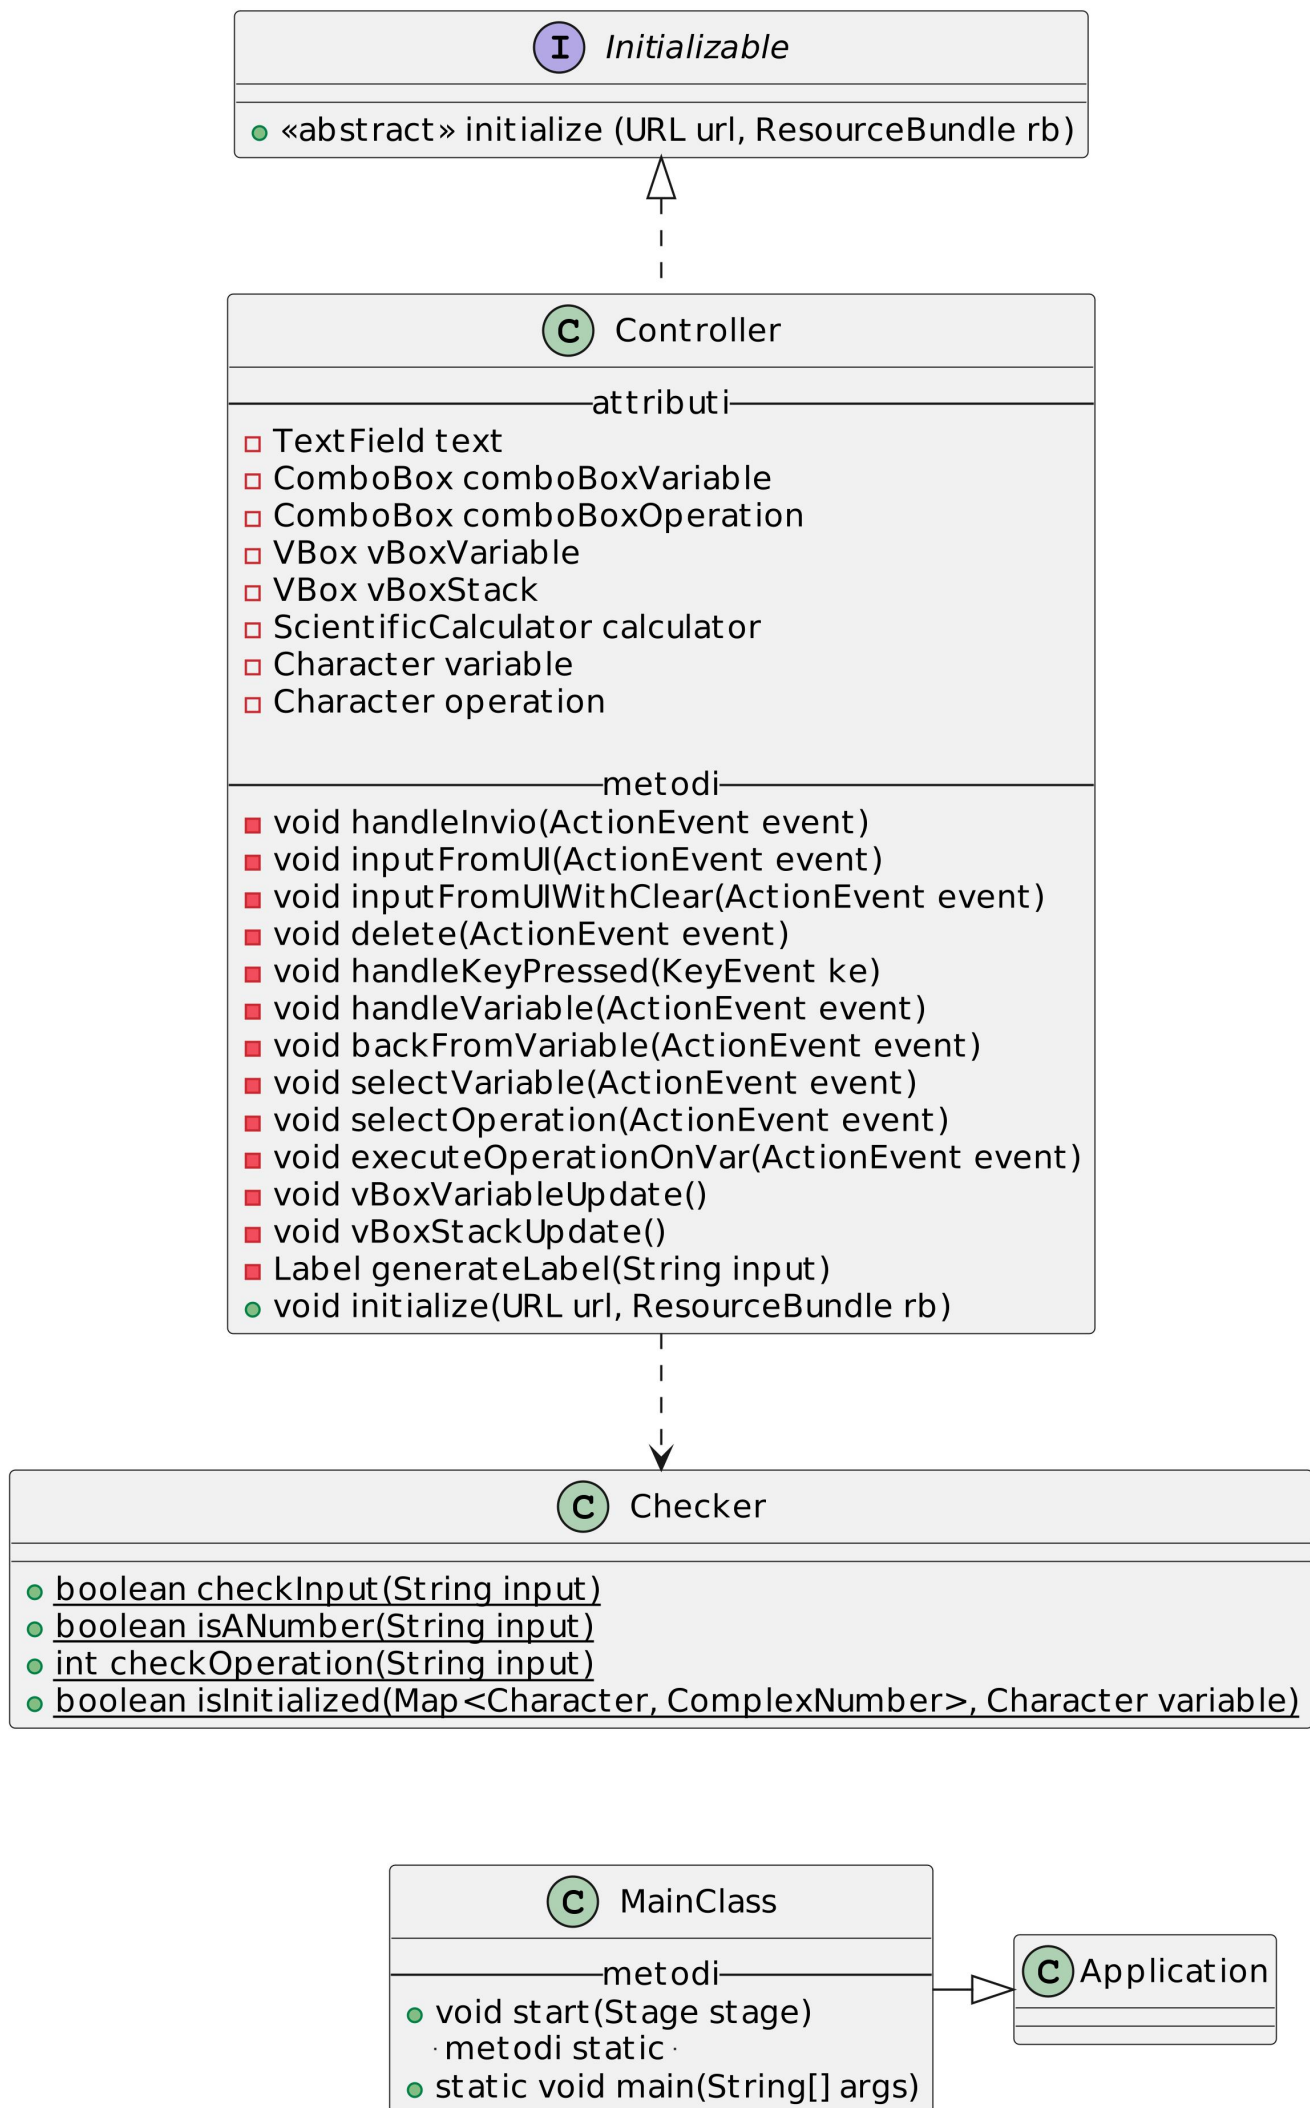 I Initializable
«abstract» initialize (URL url, ResourceBundle rb)
C Controller
attributi
TextField text
ComboBox comboBoxVariable
ComboBox comboBoxOperation
VBox vBoxVariable
VBox vBoxStack
ScientificCalculator calculator
Character variable
Character operation
metodi
void handleInvio(ActionEvent event)
void inputFromUI(ActionEvent event)
void inputFromUIWithClear(ActionEvent event)
void delete(ActionEvent event)
void handleKeyPressed(KeyEvent ke)
void handleVariable(ActionEvent event)
void backFromVariable(ActionEvent event)
void selectVariable(ActionEvent event)
void selectOperation(ActionEvent event)
void executeOperationOnVar(ActionEvent event)
void vBoxVariableUpdate()
void vBoxStackUpdate()
Label generateLabel(String input)
void initialize(URL url, ResourceBundle rb)
C Checker
boolean checkInput(String input)
boolean isANumber(String input)
int checkOperation(String input)
boolean isInitialized(Map<Character, ComplexNumber>, Character variable)
C MainClass
metodi
void start(Stage stage)
metodi static
static void main(String[] args)
C Application